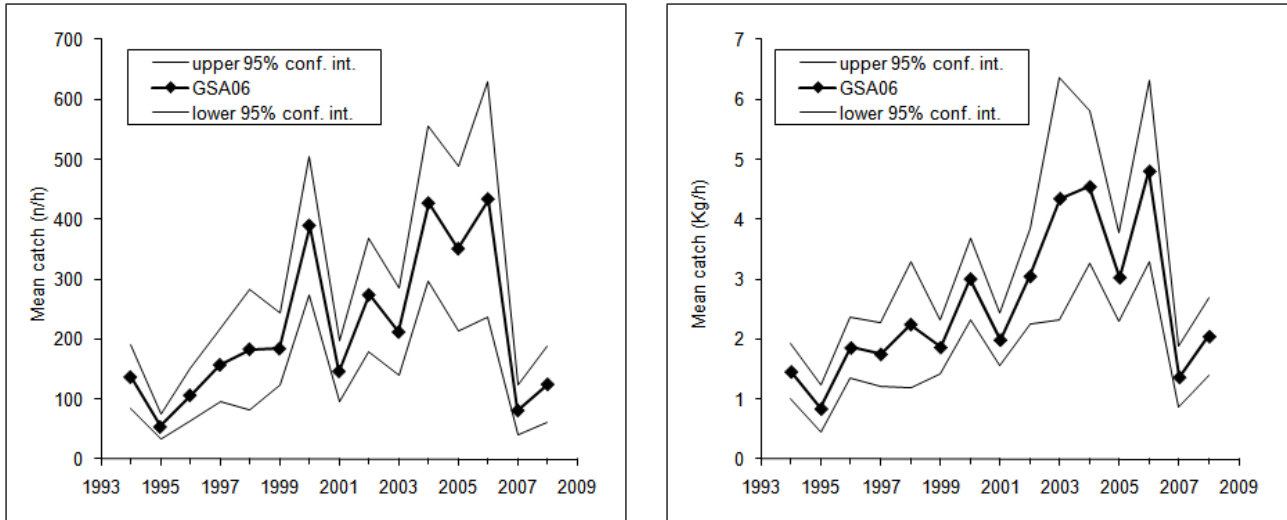 700
600
500
400
300
200
100
0
Mean catch (n/h)
upper 95% conf. int.
GSA06
lower 95% conf. int.
1993 1995 1997 1999 2001 2003 2005 2007 2009
7
6
5
4
3
2
1
0
Mean catch (Kg/h)
upper 95% conf. int.
GSA06
lower 95% conf. int.
1993 1995 1997 1999 2001 2003 2005 2007 2009